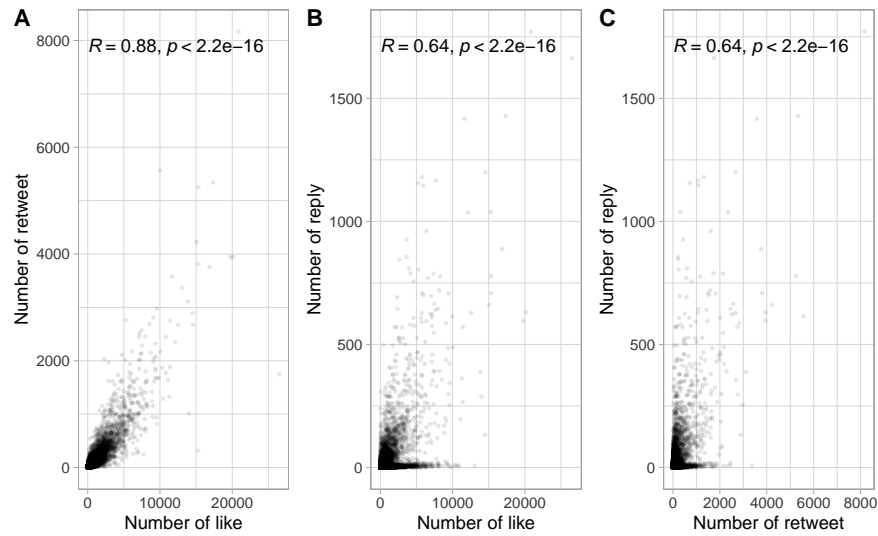 A
R = 0.88, p < 2.2e−16
8000
6000
4000
2000
0
Number of retweet
0
10000
20000
Number of like
B
R = 0.64, p < 2.2e−16
1500
1000
500
0
Number of reply
0
10000
20000
Number of like
C
R = 0.64, p < 2.2e−16
1500
1000
500
0
Number of reply
0
2000
4000
6000
8000
Number of retweet